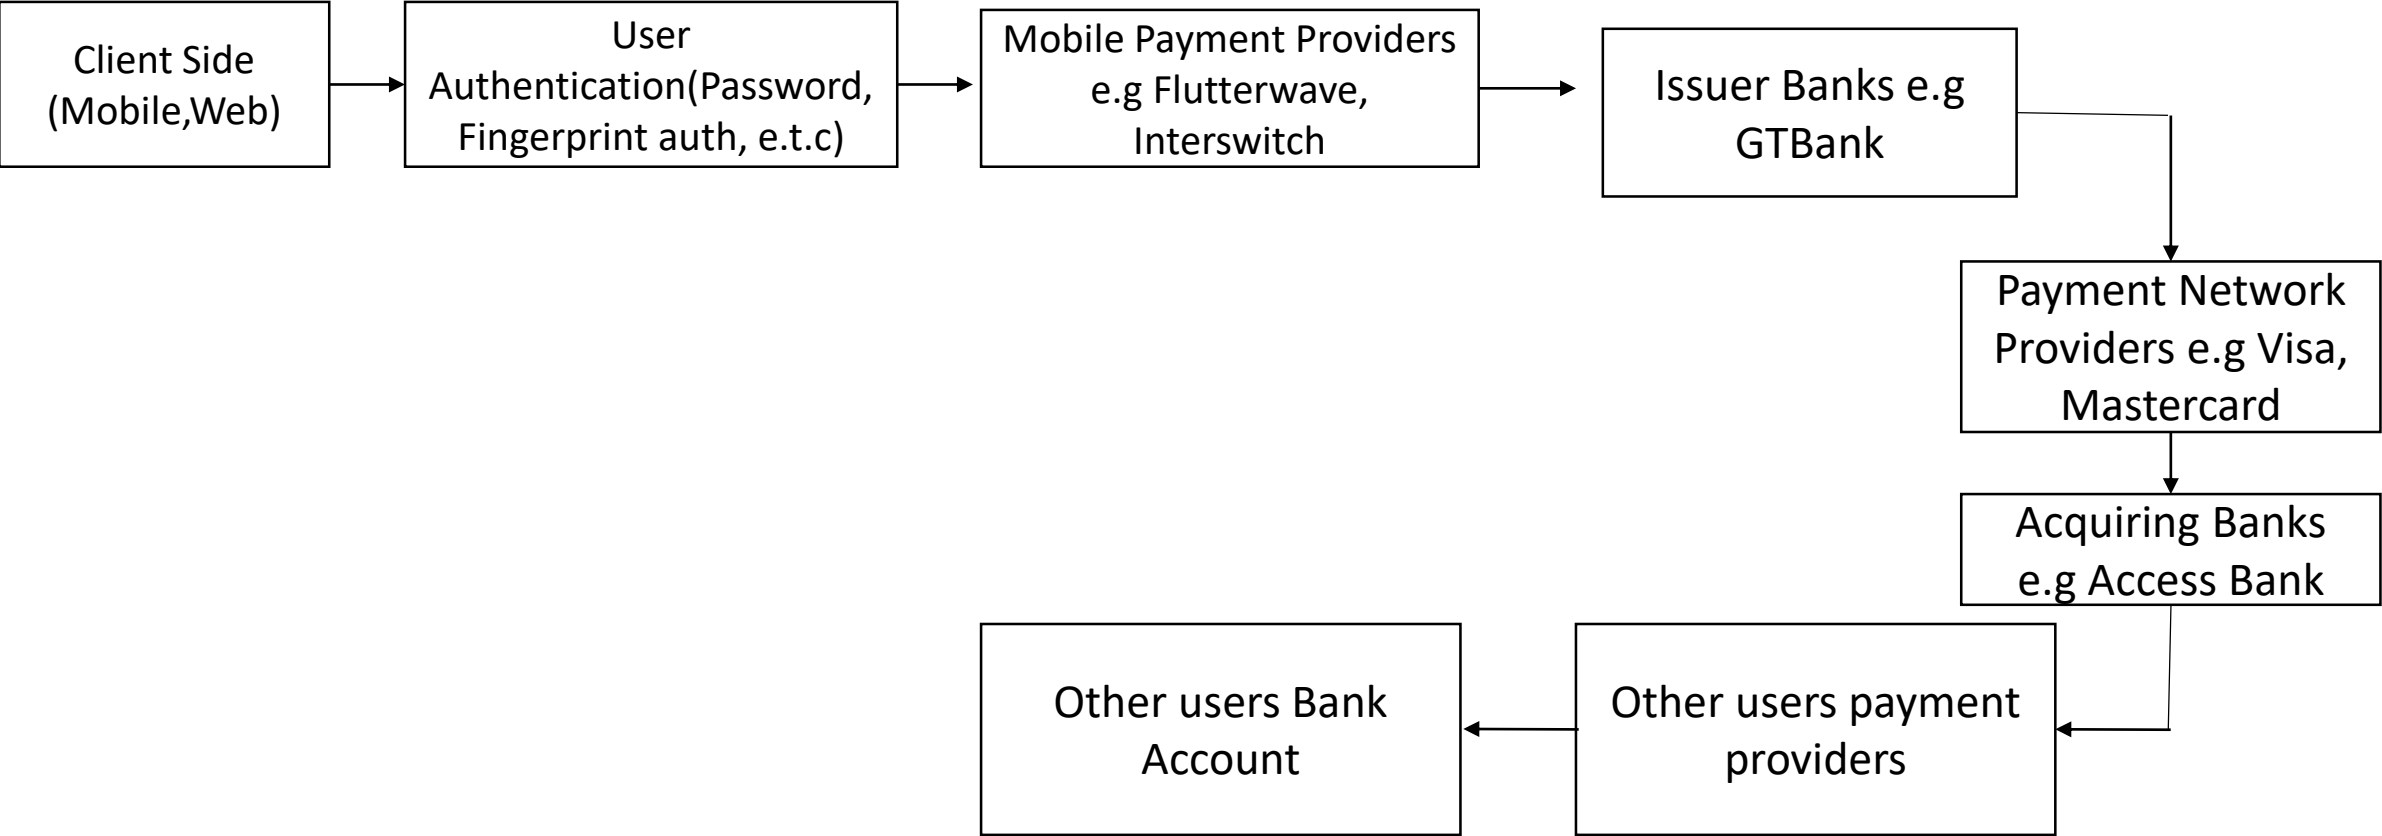 Client Side
(Mobile,Web)
User
Authentication(Password,
Fingerprint auth, e.t.c)
Mobile Payment Providers
e.g Flutterwave,
Interswitch
Issuer Banks e.g
GTBank
Payment Network
Providers e.g Visa,
Mastercard
Acquiring Banks
e.g Access Bank
Other users payment
providers
Other users Bank
Account